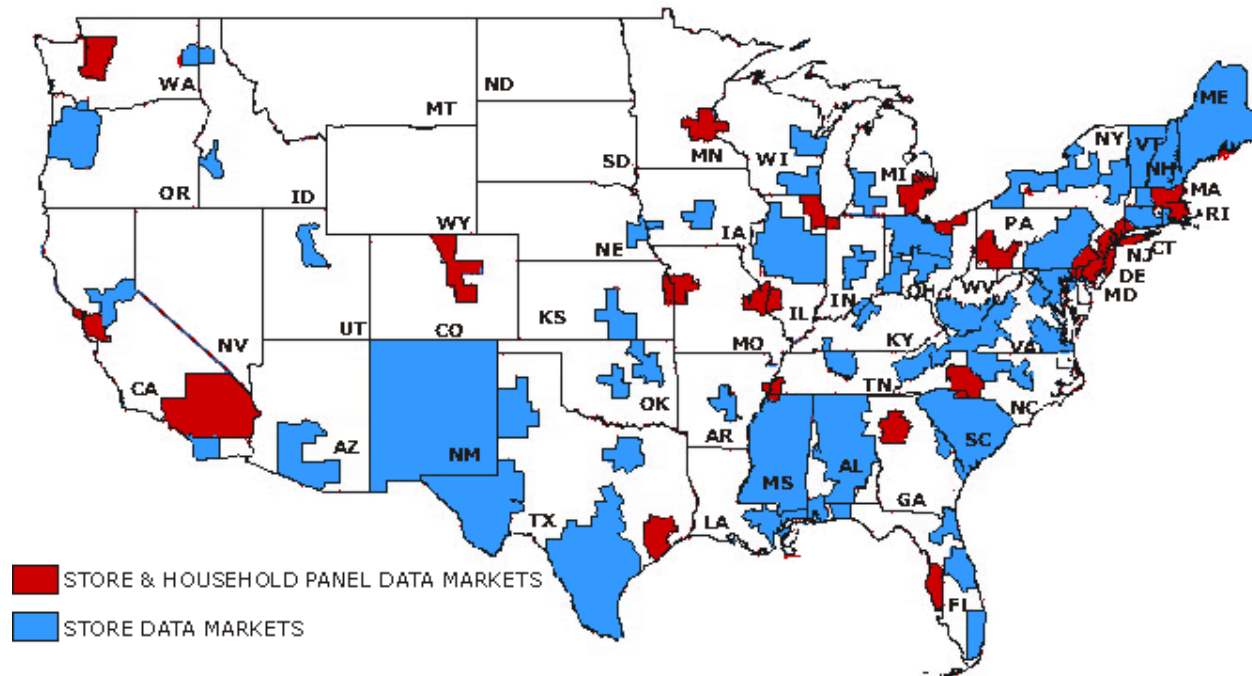 ME
WA
ND
MT
NY
VT
MN
WI
NH
SD
MI
MA
OR
ID
RI
WY
PA
IA
NE
NJ
CT
DE
OH
WV
MD
IL
IN
KS
NV
UT
CO
MO
KY
VA
CA
TN
OK
NC
AR
AZ
SC
NM
AL
MS
GA
TX
LA
STORE & HOUSEHOLD PANEL DATA MARKETS
FL
STORE DATA MARKETS